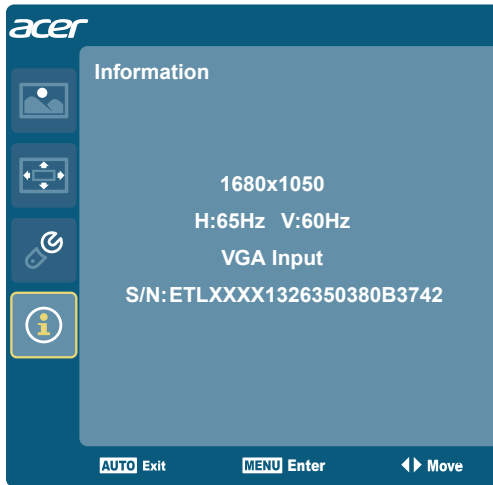 acer
Information
1680x1050
H:65Hz V:60Hz
VGA Input
S/N:ETLXXXX1326350380B3742
AUTO Exit MENU Enter Move